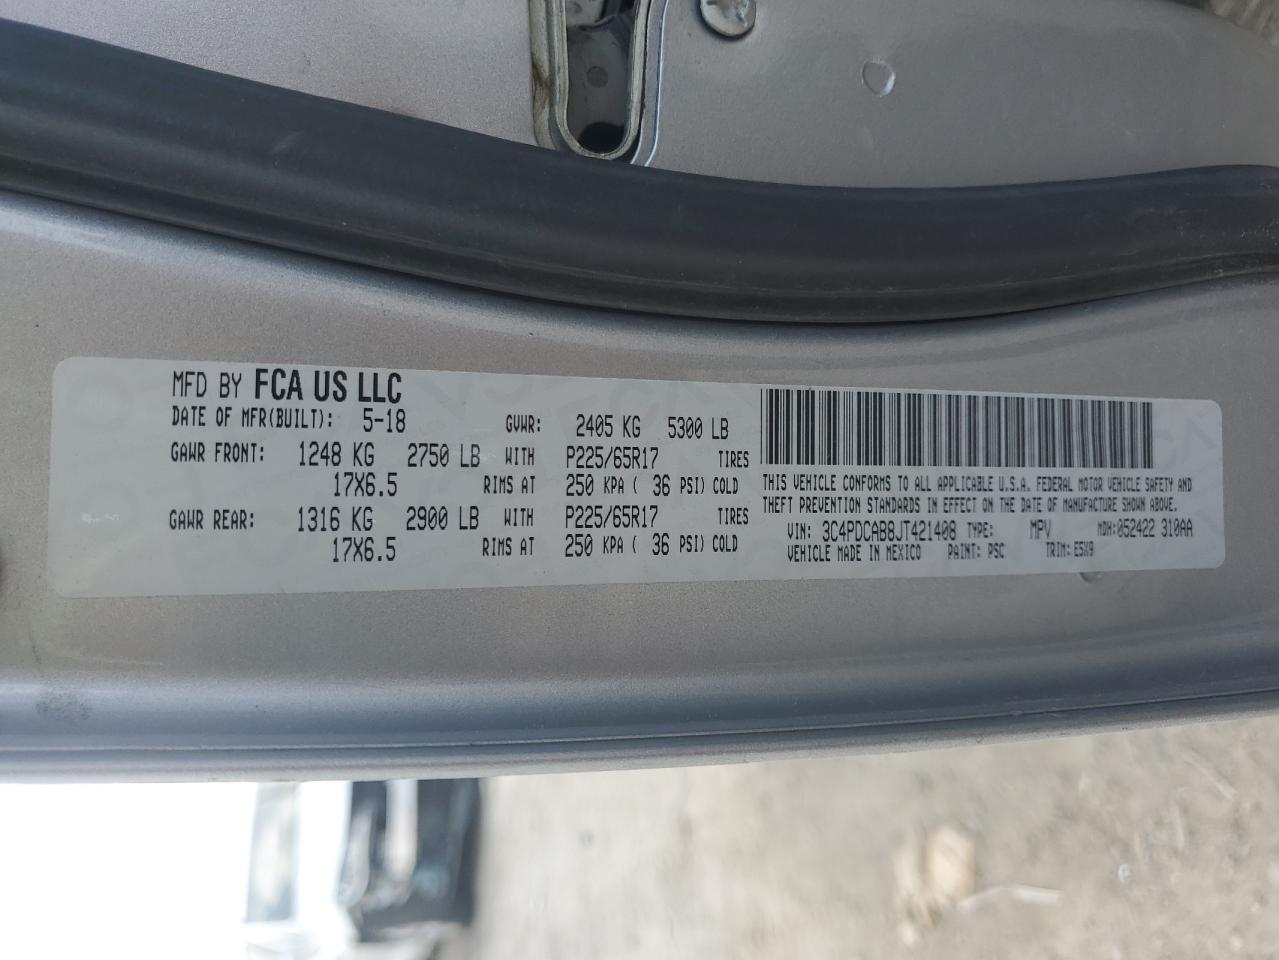 MFD BY FCA US LLC
DATE OF MFR(BUILT): 5-18 GVWR: 2405 KG 5300 LB
GAWR FRONT: 1248 KG 2750 LB WITH P225/65R17 TIRES
17X6.5 RIMS AT 250 KPA ( 36 PSI) COLD
GAWR REAR: 1316 KG 2900 LB WITH P225/65R17 TIRES
17X6.5 RIMS AT 250 KPA ( 36 PSI) COLD
THIS VEHICLE CONFORMS TO ALL APPLICABLE U.S.A. FEDERAL MOTOR VEHICLE SAFETY AND
THEFT PREVENTION STANDARDS IN EFFECT ON THE DATE OF MANUFACTURE SHOWN ABOVE.
VIN: 3C4PDCAB8JT421408 TYPE: MPV MDH: 052422 310AA
VEHICLE MADE IN MEXICO PAINT: PSC TRIM: E5X9